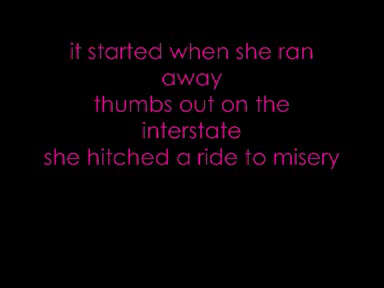 it started when she ran
away
thumbs out on the
interstate
she hitched a ride to misery